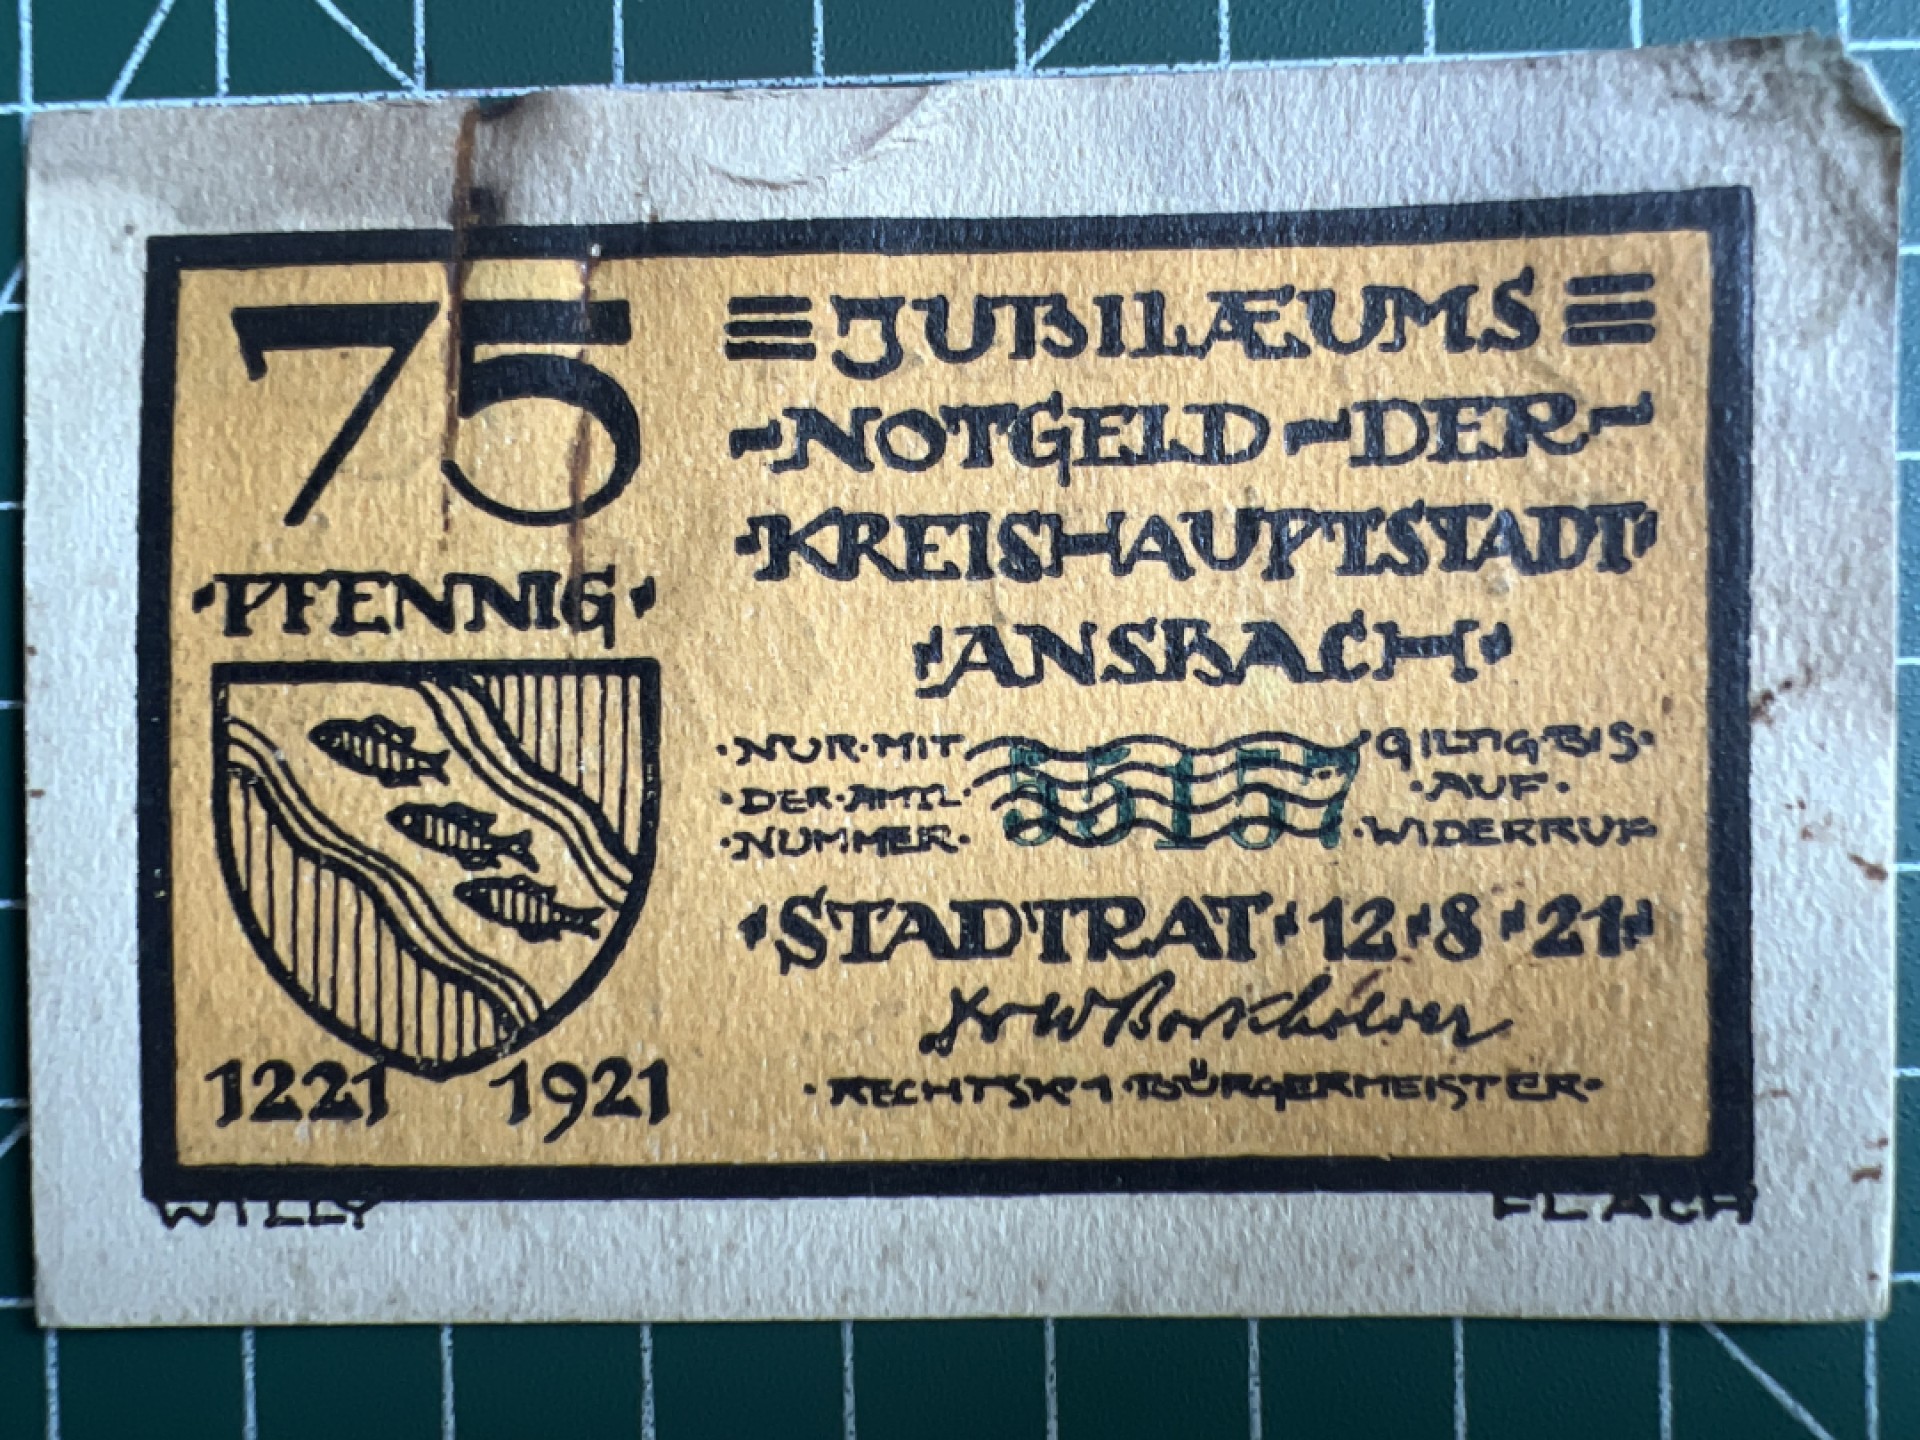 75
·PFENNIG·
1221 1921
JUBILÆUMS
NOTGELD-DER-
·KREISHAUPTSTADT·
·ANSBACH·
·NUR·MIT
·DER·AMTL·
·NUMMER·
55157
GILTIG·BIS·
·AUF·
·WIDERRUF
·STADTRAT·12·8·21·
·RECHTSK·1·BÜRGERMEISTER·
WILLY FLACH